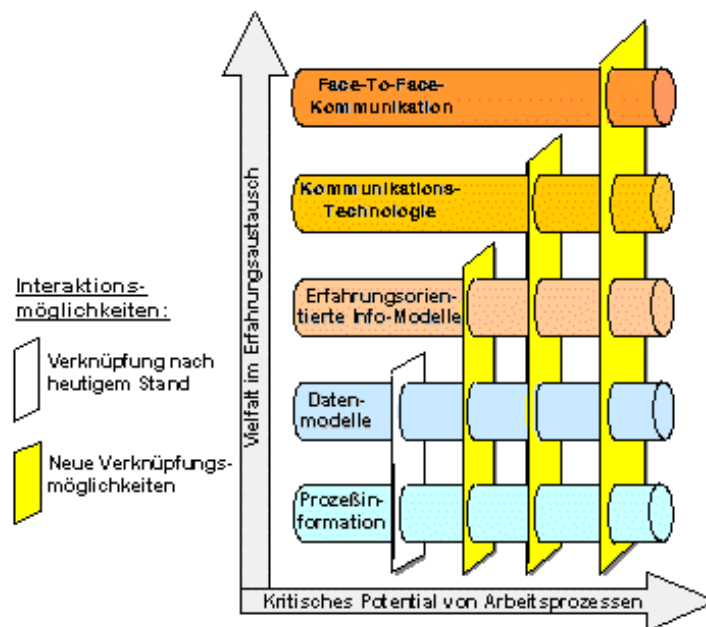 Face-To-Face-
Kommunikation
Kommunikations-
Technologie
Erfahrungsorien-
tierte Info-Modelle
Daten-
modelle
Prozeßin-
formation
Vielfalt im Erfahrungsaustausch
Interaktions-
möglichkeiten:
Verknüpfung nach
heutigem Stand
Neue Verknüpfungs-
möglichkeiten
Kritisches Potential von Arbeitsprozessen